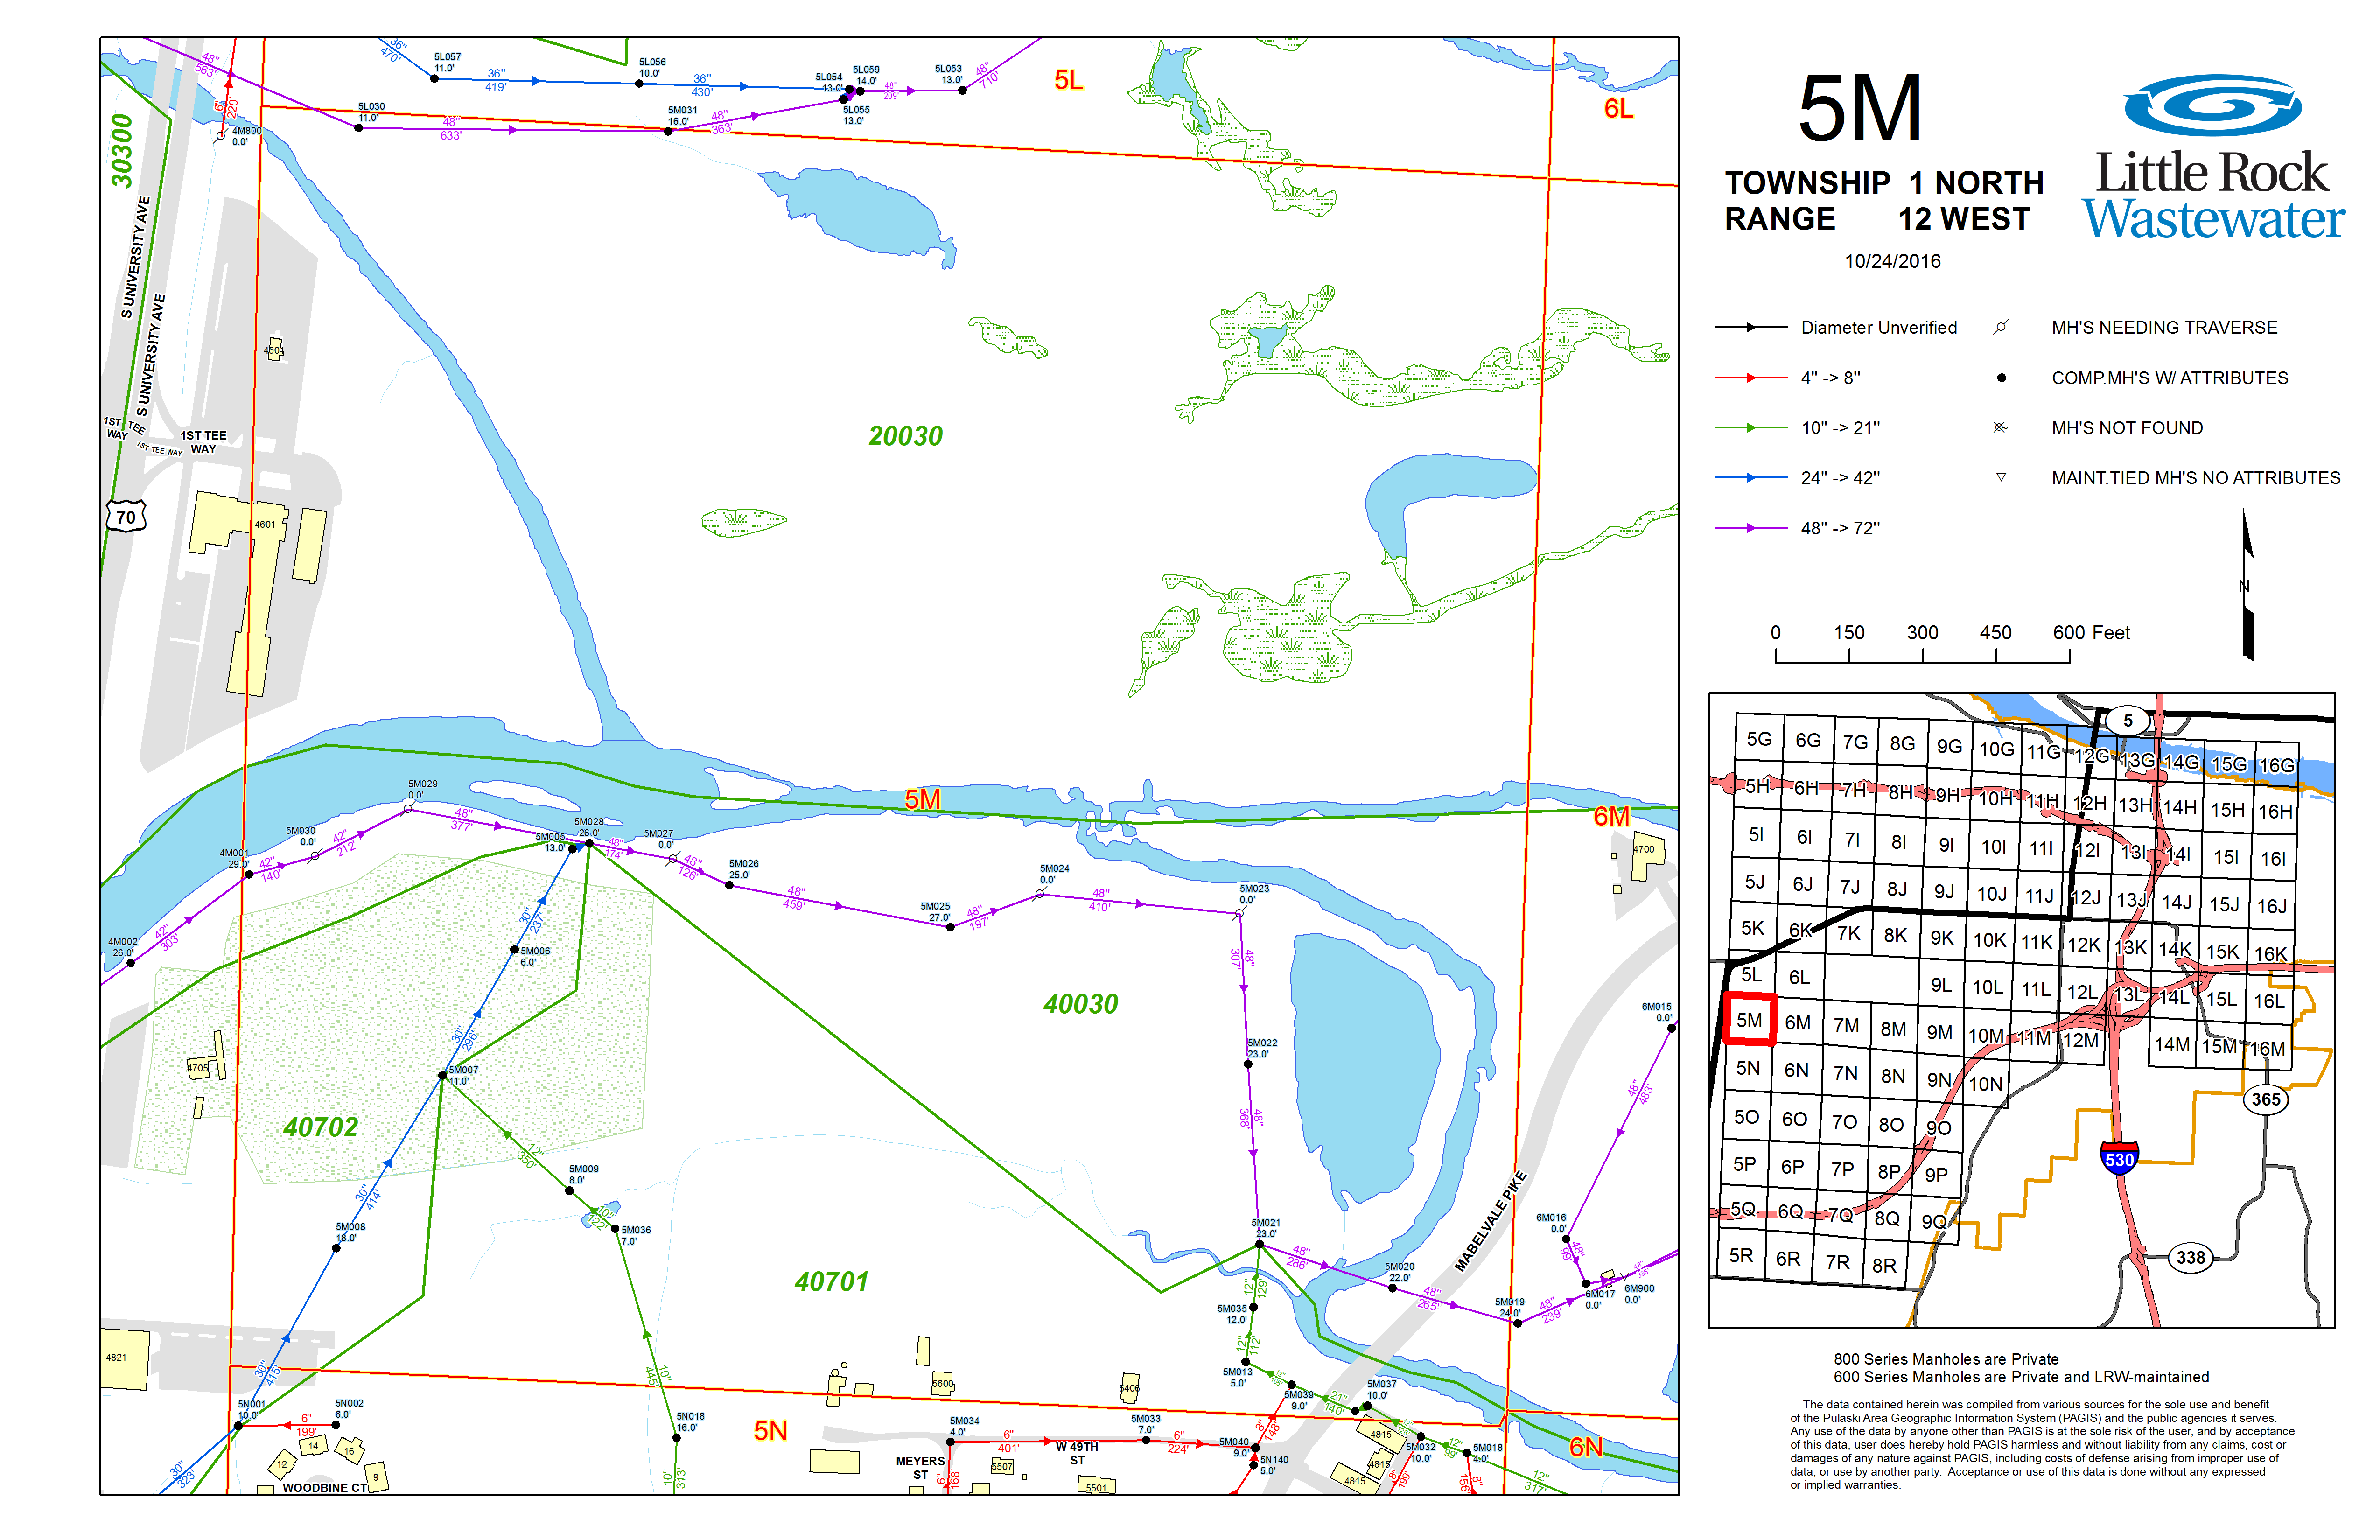 5M
TOWNSHIP 1 NORTH
RANGE 12 WEST
10/24/2016
Little Rock
Wastewater
Diameter Unverified
4" -> 8"
10" -> 21"
24" -> 42"
48" -> 72"
MH'S NEEDING TRAVERSE
COMP.MH'S W/ ATTRIBUTES
MH'S NOT FOUND
MAINT.TIED MH'S NO ATTRIBUTES
N
0 150 300 450 600 Feet
5
5G 6G 7G 8G 9G 10G 11G 12G 13G 14G 15G 16G
5H 6H 7H 8H 9H 10H 11H 12H 13H 14H 15H 16H
5I 6I 7I 8I 9I 10I 11I 12I 13I 14I 15I 16I
5J 6J 7J 8J 9J 10J 11J 12J 13J 14J 15J 16J
5K 6K 7K 8K 9K 10K 11K 12K 13K 14K 15K 16K
5L 6L 9L 10L 11L 12L 13L 14L 15L 16L
5M 6M 7M 8M 9M 10M 11M 12M 14M 15M 16M
5N 6N 7N 8N 9N 10N
5O 6O 7O 8O 9O
5P 6P 7P 8P 9P
5Q 6Q 7Q 8Q 9Q
5R 6R 7R 8R
365
530
338
800 Series Manholes are Private
600 Series Manholes are Private and LRW-maintained
The data contained herein was compiled from various sources for the sole use and benefit
of the Pulaski Area Geographic Information System (PAGIS) and the public agencies it serves.
Any use of the data by anyone other than PAGIS is at the sole risk of the user, and by acceptance
of this data, user does hereby hold PAGIS harmless and without liability from any claims, cost or
damages of any nature against PAGIS, including costs of defense arising from improper use of
data, or use by another party. Acceptance or use of this data is done without any expressed
or implied warranties.
48"
563'
6"
220'
4M800
0.0'
36"
470'
5L057
11.0'
36"
419'
5L056
10.0'
36"
430'
5L054
13.0'
5L059
14.0'
48"
209'
5L053
13.0'
48"
710'
5L055
13.0'
5L030
11.0'
48"
633'
5M031
16.0'
48"
363'
5L
6L
30300
S UNIVERSITY AVE
S UNIVERSITY AVE
1ST TEE
WAY
1ST TEE WAY
1ST TEE
WAY
70
4501
4601
20030
5M
6M
4700
4M002
26.0'
42"
303'
4M001
29.0'
42"
140'
5M030
0.0'
42"
212'
5M029
0.0'
48"
377'
5M005
13.0'
5M028
26.0'
48"
174'
5M027
0.0'
48"
126'
5M026
25.0'
48"
459'
5M025
27.0'
48"
197'
5M024
0.0'
48"
410'
5M023
0.0'
48"
307'
5M022
23.0'
48"
368'
5M021
23.0'
48"
286'
5M020
22.0'
48"
265'
5M019
24.0'
48"
239'
6M015
0.0'
48"
483'
6M016
0.0'
48"
99'
6M017
0.0'
6M900
0.0'
MABELVALE PIKE
40030
30"
237'
5M006
6.0'
30"
296'
5M007
11.0'
4705
40702
12"
350'
5M009
8.0'
10"
122'
5M036
7.0'
30"
414'
5M008
18.0'
40701
10"
445'
30"
415'
4821
5N001
10.0'
6"
199'
5N002
6.0'
30"
323'
14
16
12
9
WOODBINE CT
5N018
16.0'
10"
313'
5N
5M035
12.0'
12"
129'
12"
112'
5M013
5.0'
5M039
9.0'
21"
140'
5M037
10.0'
5600
5406
5M034
4.0'
6"
401'
5M033
7.0'
6"
224'
5M040
9.0'
8"
148'
5N140
5.0'
W 49TH
ST
MEYERS
ST
6"
168'
5507
5501
4815
4815
4815
5M032
10.0'
12"
99'
5M018
4.0'
8"
199'
8"
156'
12"
317'
6N